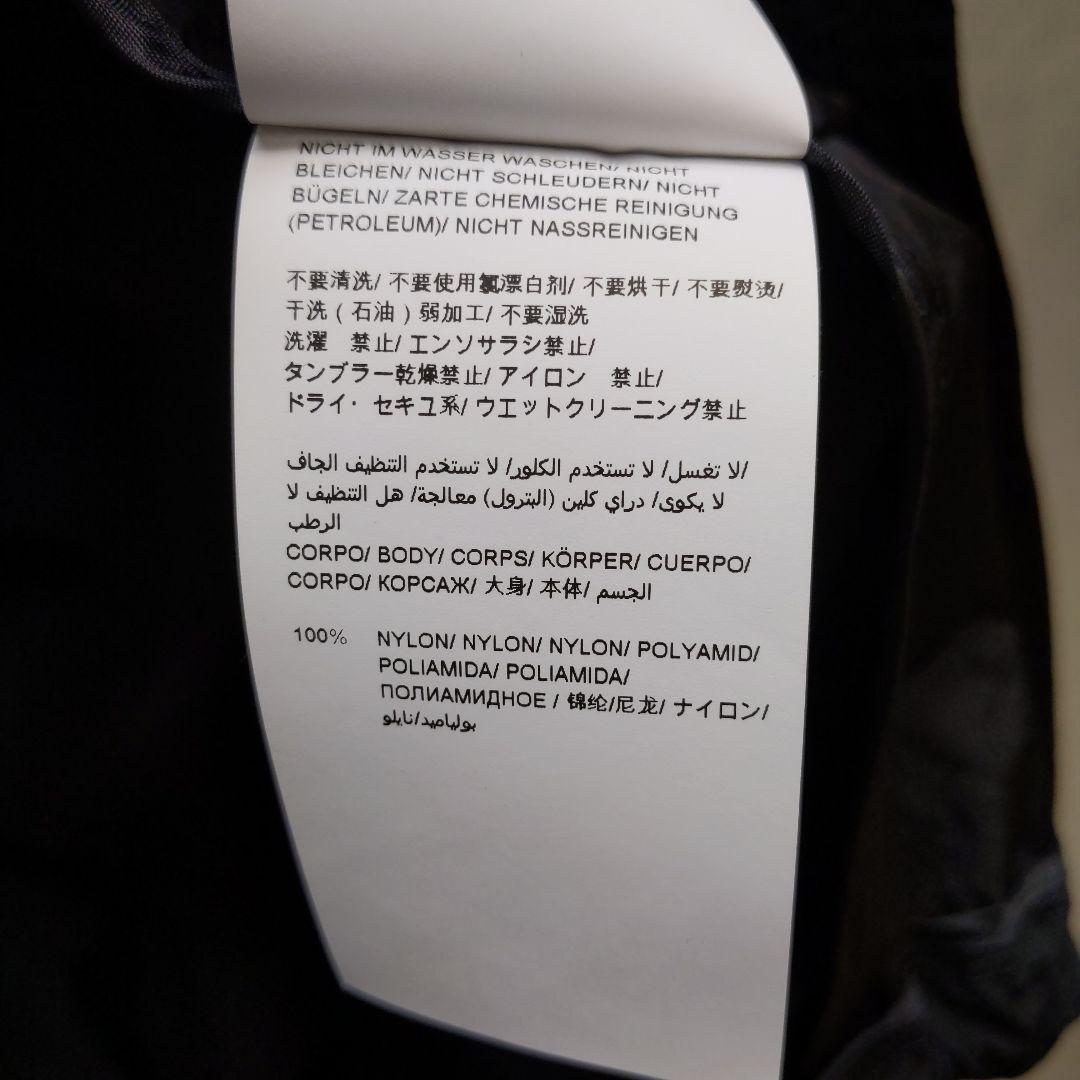 NICHT IM WASSER WASCHEN/ NICHT
BLEICHEN/ NICHT SCHLEUDERN/ NICHT
BÜGELN/ ZARTE CHEMISCHE REINIGUNG
(PETROLEUM)/ NICHT NASSREINIGEN
不要清洗/ 不要使用氯漂白剂/ 不要烘干/ 不要熨烫/
干洗（石油）弱加工/ 不要湿洗
洗濯　禁止/ エンソサラシ禁止/
タンブラー乾燥禁止/ アイロン　禁止/
ドライ・セキユ系/ ウエットクリーニング禁止
لا تغسل/ لا تستخدم الكلور/ لا تستخدم التنظيف الجاف/
لا يكوى/ دراي كلين (البترول) معالجة/ هل التنظيف لا
الرطب
CORPO/ BODY/ CORPS/ KÖRPER/ CUERPO/
CORPO/ КОРСАЖ/ 大身/ 本体/ الجسم
100% NYLON/ NYLON/ NYLON/ POLYAMID/
POLIAMIDA/ POLIAMIDA/
ПОЛИАМИДНОЕ / 锦纶/尼龙/ ナイロン/
بولياميد/نايلو